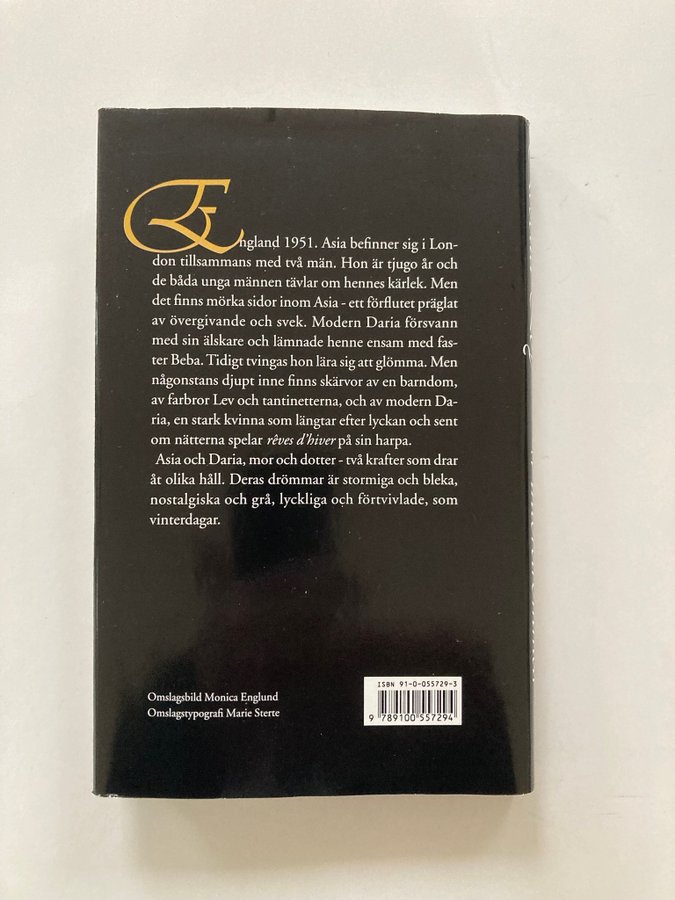 England 1951. Asia befinner sig i Lon-
don tillsammans med två män. Hon är tjugo år och
de båda unga männen tävlar om hennes kärlek. Men
det finns mörka sidor inom Asia - ett förflutet präglat
av övergivande och svek. Modern Daria försvann
med sin älskare och lämnade henne ensam med fas-
ter Beba. Tidigt tvingas hon lära sig att glömma. Men
någonstans djupt inne finns skärvor av en barndom,
av farbror Lev och tantinetterna, och av modern Da-
ria, en stark kvinna som längtar efter lyckan och sent
om nätterna spelar rêves d'hiver på sin harpa.
Asia och Daria, mor och dotter - två krafter som drar
åt olika håll. Deras drömmar är stormiga och bleka,
nostalgiska och grå, lyckliga och förtvivlade, som
vinterdagar.
Omslagsbild Monica Englund
Omslagstypografi Marie Sterte
ISBN 91-0-055729-3
9 789100 557294